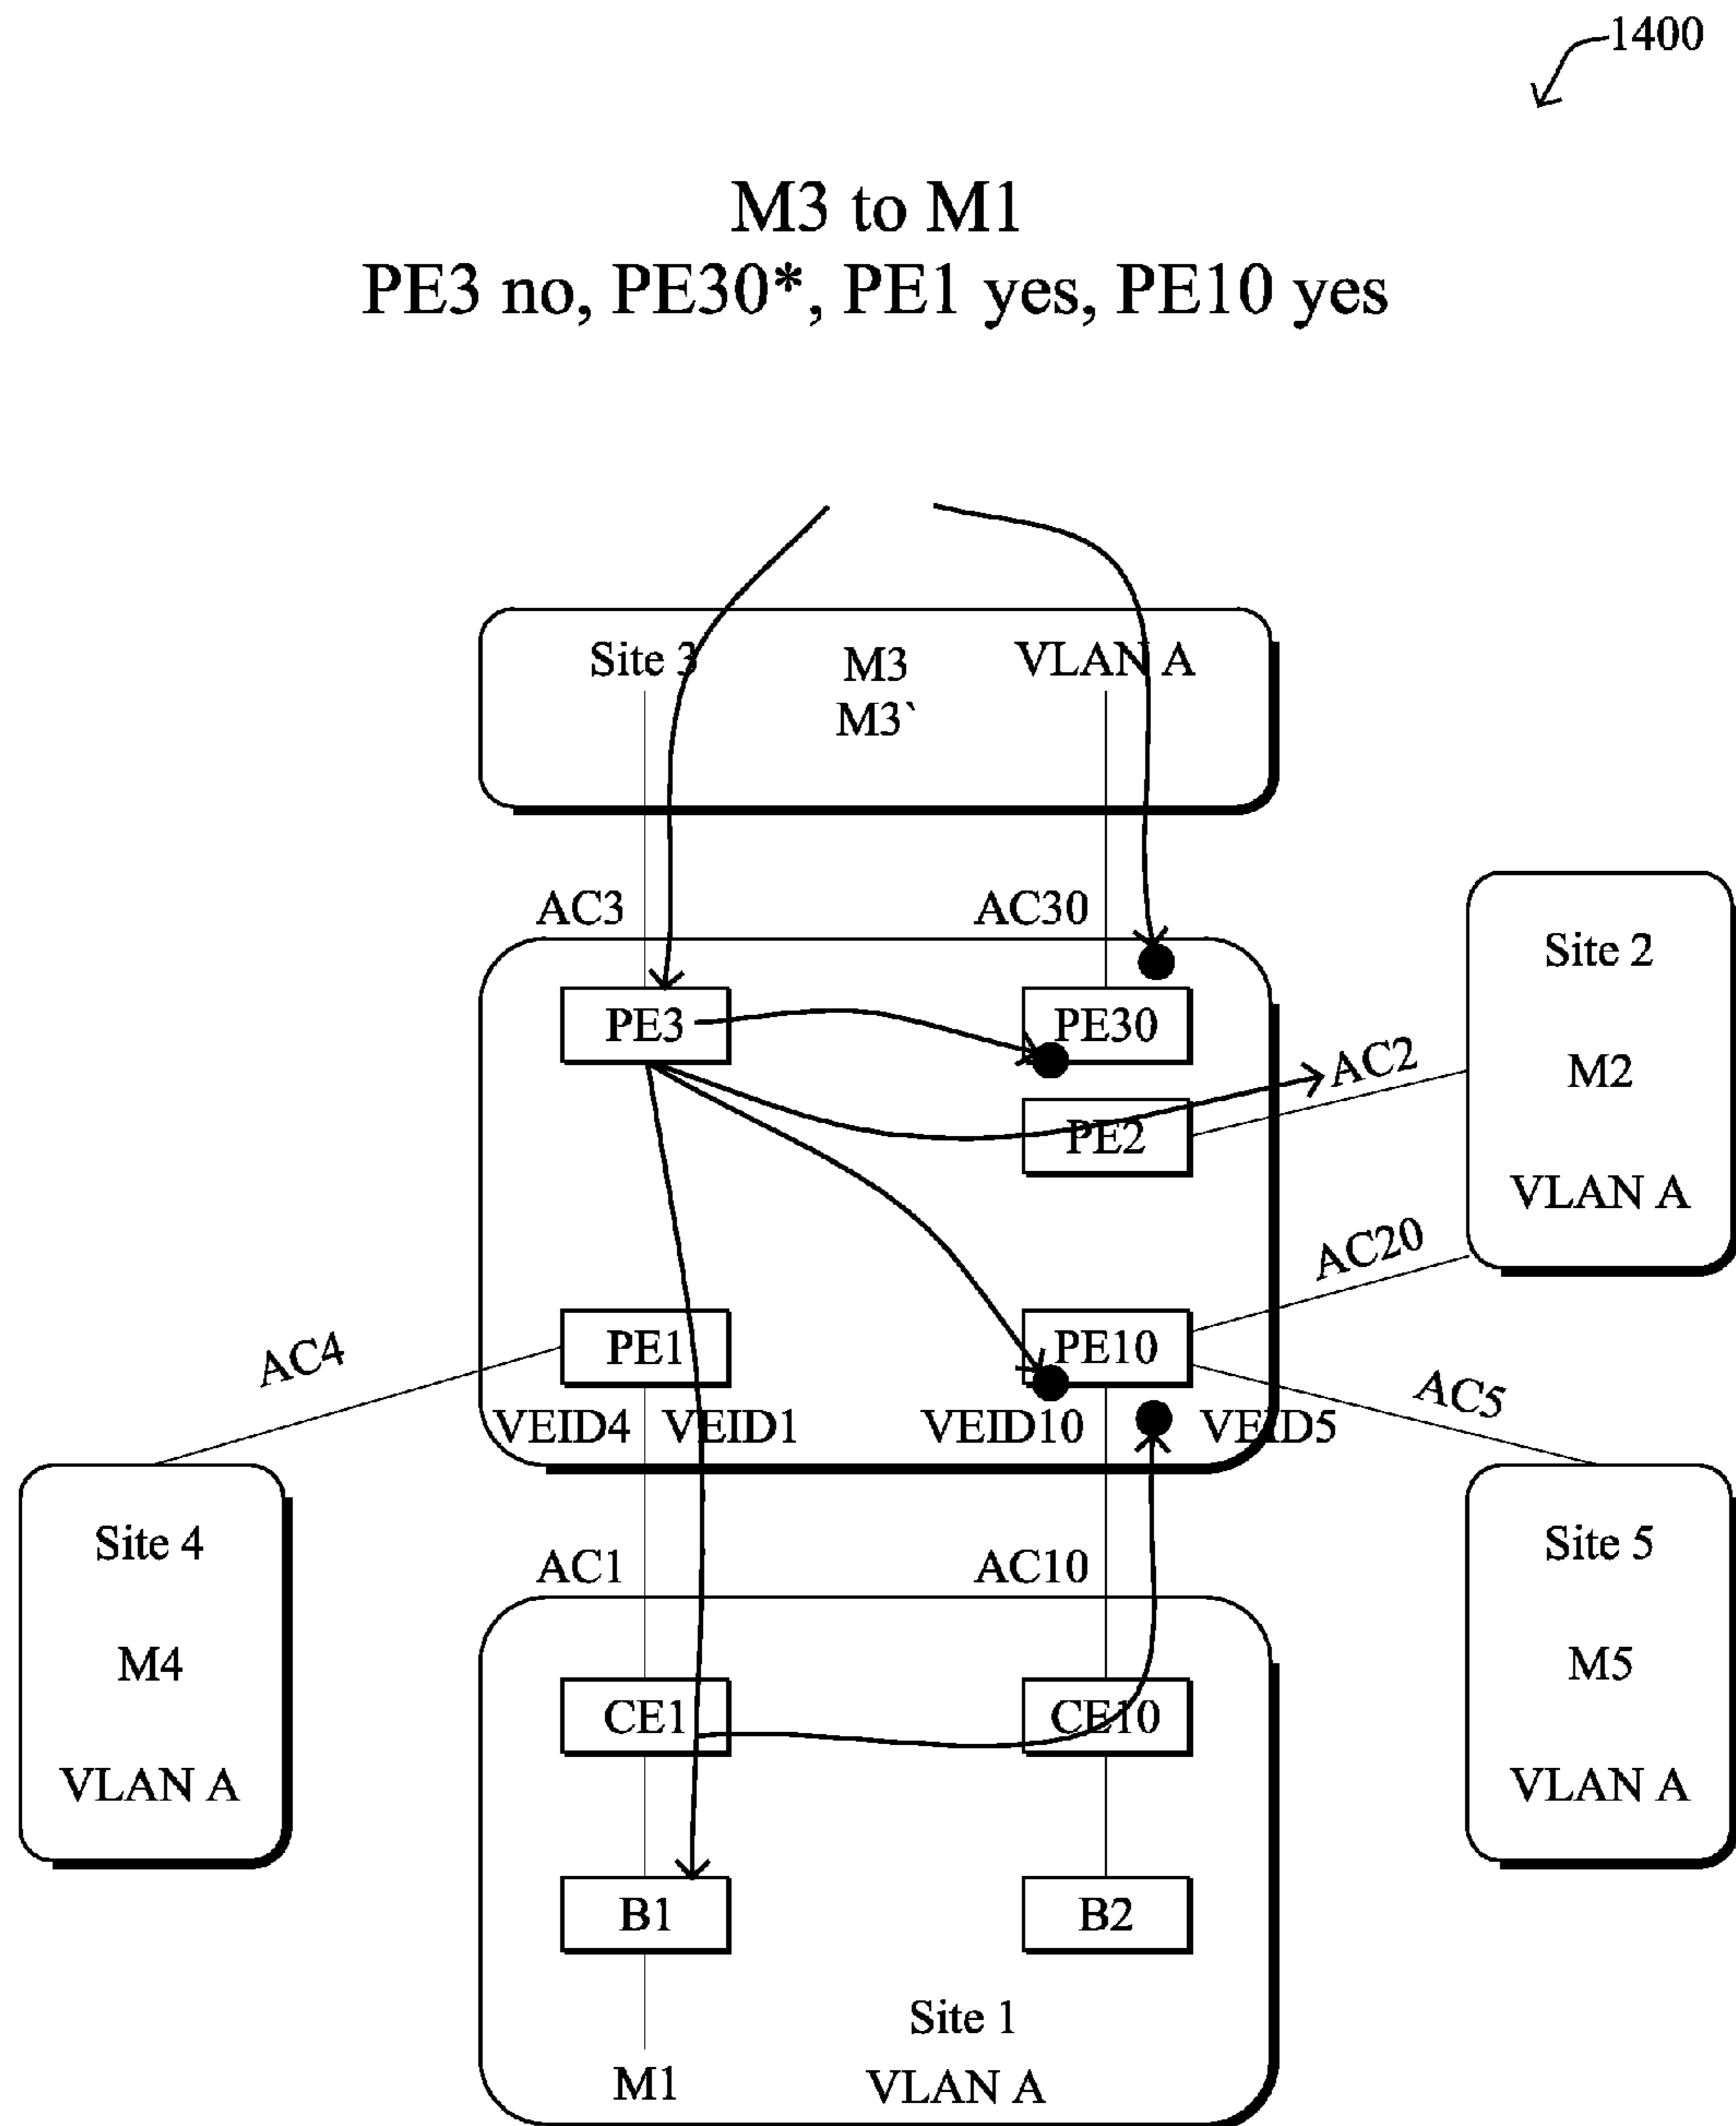 1400
M3 to M1
PE3 no, PE30*, PE1 yes, PE10 yes
Site 3
M3
VLAN A
M3`
AC3
AC30
PE3
PE30
AC2
PE2
Site 2
M2
VLAN A
AC20
PE1
PE10
AC4
AC5
VEID4
VEID1
VEID10
VEID5
Site 4
M4
VLAN A
AC1
AC10
Site 5
M5
VLAN A
CE1
CE10
B1
B2
Site 1
M1
VLAN A